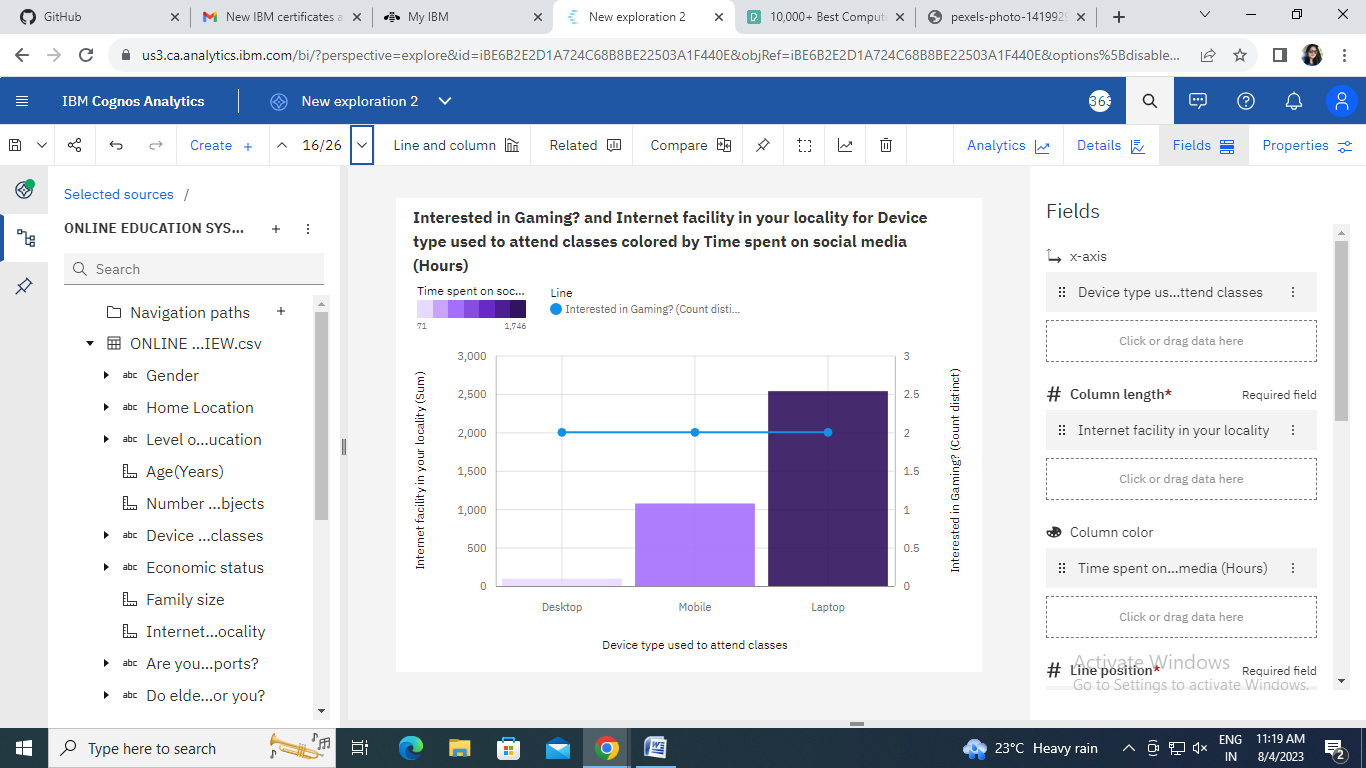 GitHub
New IBM certificates a
My IBM
New exploration 2
10,000+ Best Comput
pexels-photo-1419925
us3.ca.analytics.ibm.com/bi/?perspective=explore&id=iBE6B2E2D1A724C68B8BE22503A1F440E&objRef=iBE6B2E2D1A724C68B8BE22503A1F440E&options%5Bdisable...
IBM Cognos Analytics
New exploration 2
363
Create +
16/26
Line and column
Related
Compare
Analytics
Details
Fields
Properties
Selected sources /
ONLINE EDUCATION SYS...
Search
Navigation paths
ONLINE ...IEW.csv
abc Gender
abc Home Location
abc Level o...ucation
Age(Years)
Number ...bjects
abc Device ...classes
abc Economic status
Family size
Internet...ocality
abc Are you...ports?
abc Do elde...or you?
Interested in Gaming? and Internet facility in your locality for Device
type used to attend classes colored by Time spent on social media
(Hours)
Time spent on soc...
71
1,746
Line
Interested in Gaming? (Count disti...
Internet facility in your locality (Sum)
3,000
2,500
2,000
1,500
1,000
500
0
3
2.5
2
1.5
1
0.5
0
Interested in Gaming? (Count distinct)
Desktop
Mobile
Laptop
Device type used to attend classes
Fields
x-axis
Device type us...ttend classes
Click or drag data here
# Column length*
Required field
Internet facility in your locality
Click or drag data here
Column color
Time spent on...media (Hours)
Click or drag data here
# Line position*
Required field
Activate Windows
Go to Settings to activate Windows.
Type here to search
23°C Heavy rain
ENG
IN
11:19 AM
8/4/2023
2